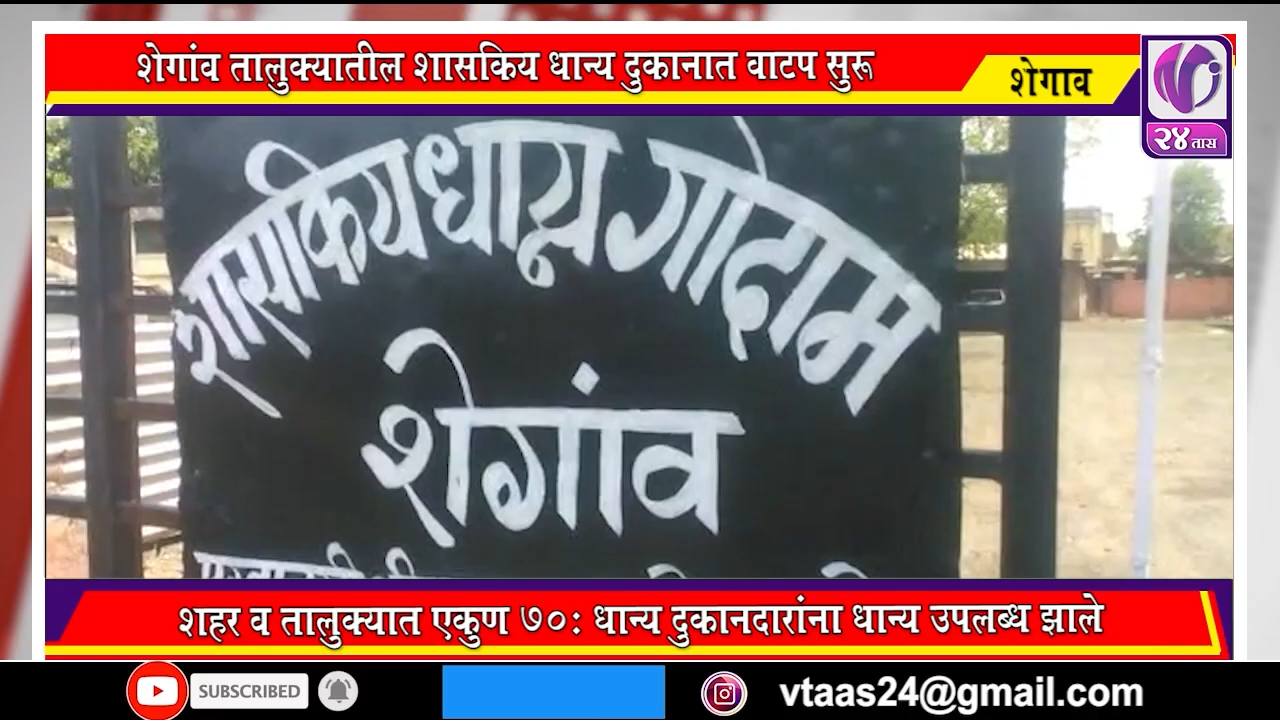 शेगांव तालुक्यातील शासकिय धान्य दुकानात वाटप सुरू
शेगाव
२४ तास
शासकिय धान्य गोदाम
शेगांव
शहर व तालुक्यात एकुण ७०: धान्य दुकानदारांना धान्य उपलब्ध झाले
SUBSCRIBED
vtaas24@gmail.com